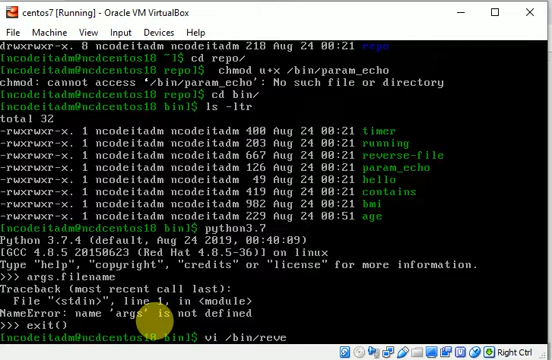 centos7 [Running] - Oracle VM VirtualBox
File Machine View Input Devices Help
drwxrwxr-x. 8 ncodeitadm ncodeitadm 218 Aug 24 00:21 repo
[ncodeitadm@ncdcentos18 ~]$ cd repo/
[ncodeitadm@ncdcentos18 repo]$  chmod u+x /bin/param_echo
chmod: cannot access ‘/bin/param_echo’: No such file or directory
[ncodeitadm@ncdcentos18 repo]$ cd bin/
[ncodeitadm@ncdcentos18 bin]$ ls -ltr
total 32
-rwxrwxr-x. 1 ncodeitadm ncodeitadm 400 Aug 24 00:21 timer
-rwxrwxr-x. 1 ncodeitadm ncodeitadm 203 Aug 24 00:21 running
-rwxrwxr-x. 1 ncodeitadm ncodeitadm 667 Aug 24 00:21 reverse-file
-rwxrwxr-x. 1 ncodeitadm ncodeitadm 126 Aug 24 00:21 param_echo
-rwxrwxr-x. 1 ncodeitadm ncodeitadm  49 Aug 24 00:21 hello
-rwxrwxr-x. 1 ncodeitadm ncodeitadm 419 Aug 24 00:21 contains
-rwxrwxr-x. 1 ncodeitadm ncodeitadm 982 Aug 24 00:21 bmi
-rwxrwxr-x. 1 ncodeitadm ncodeitadm 229 Aug 24 00:51 age
[ncodeitadm@ncdcentos18 bin]$ python3.7
Python 3.7.4 (default, Aug 24 2019, 00:40:09)
[GCC 4.8.5 20150623 (Red Hat 4.8.5-36)] on linux
Type "help", "copyright", "credits" or "license" for more information.
>>> args.filename
Traceback (most recent call last):
  File "<stdin>", line 1, in <module>
NameError: name 'args' is not defined
>>> exit()
[ncodeitadm@ncdcentos18 bin]$ vi /bin/reve
Right Ctrl